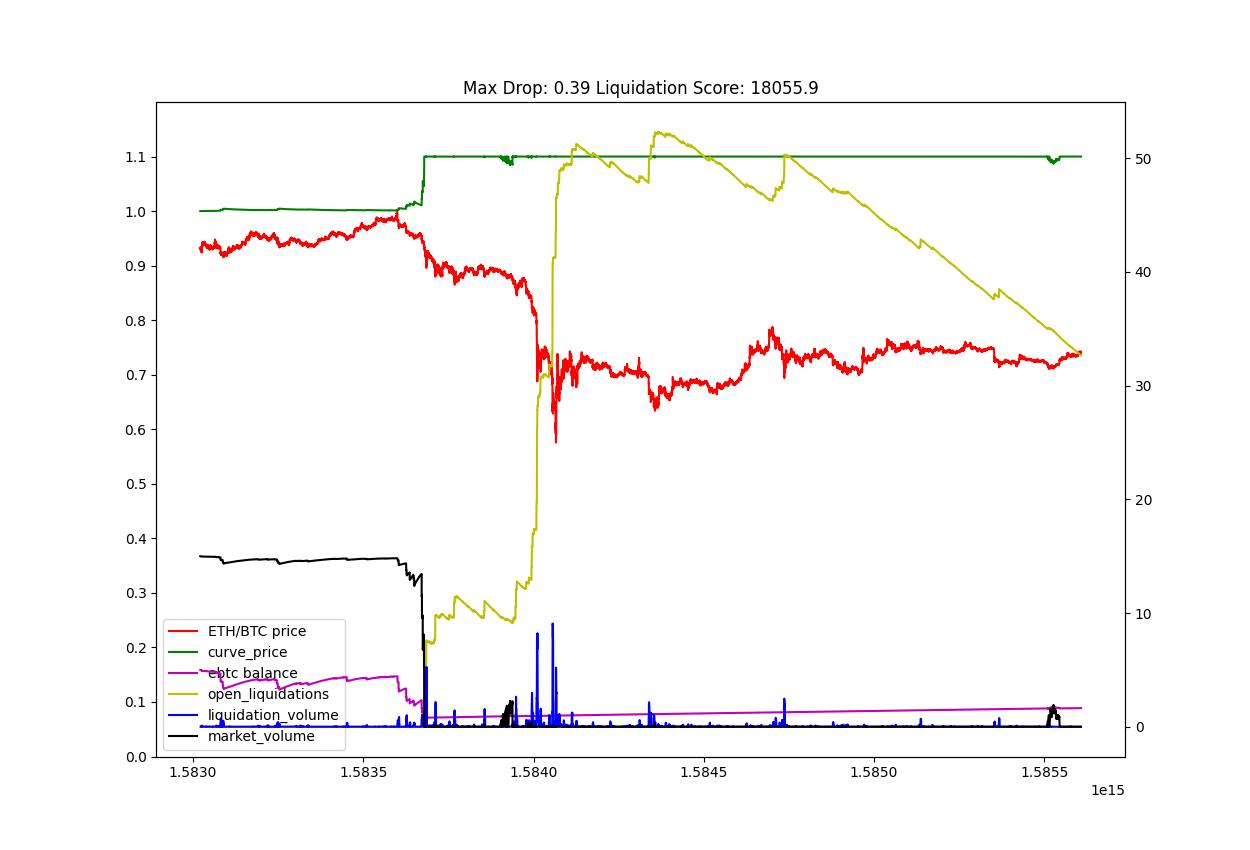 Max Drop: 0.39 Liquidation Score: 18055.9
1.1
1.0
0.9
0.8
0.7
0.6
0.5
0.4
0.3
0.2
0.1
0.0
50
40
30
20
10
0
ETH/BTC price
curve_price
ebtc balance
open_liquidations
liquidation_volume
market_volume
1.5830 1.5835 1.5840 1.5845 1.5850 1.5855
1e15